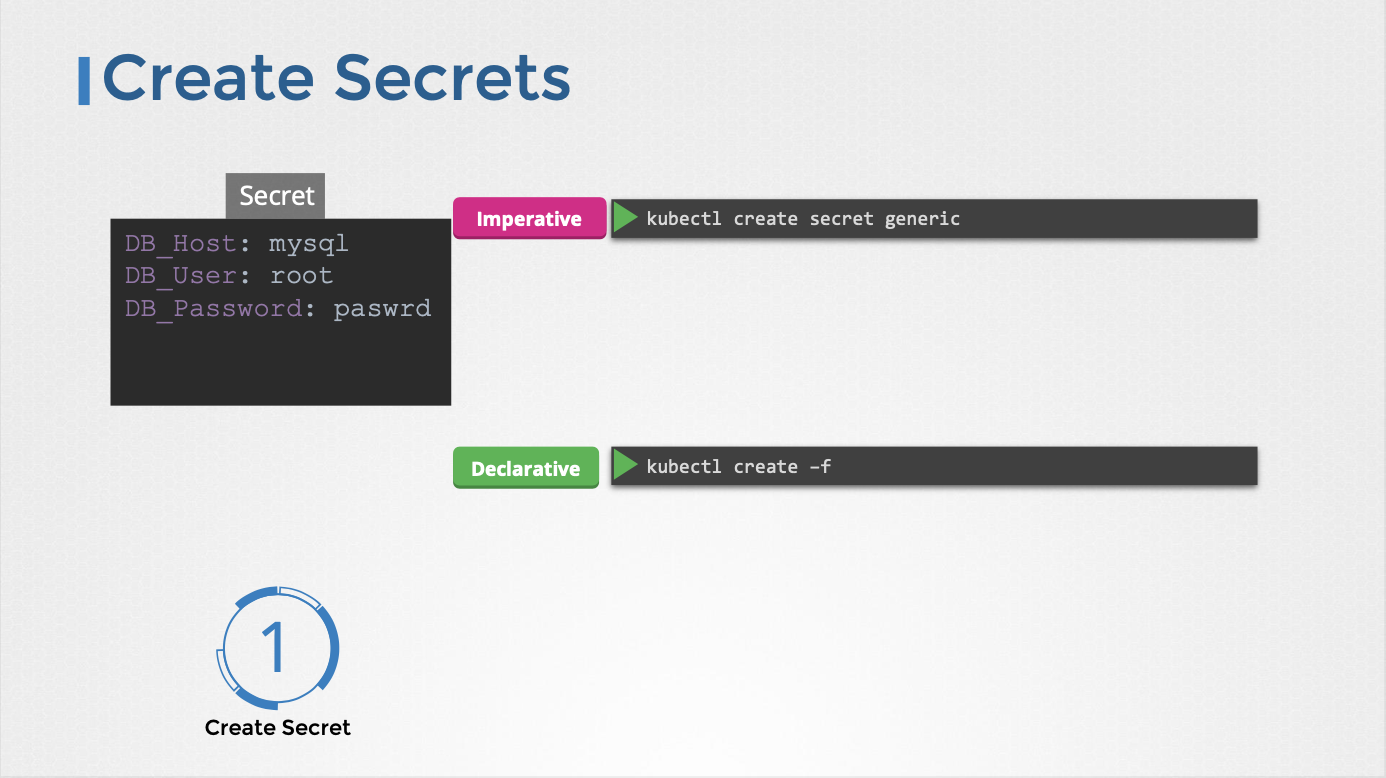 Create Secrets
Secret
DB_Host: mysql
DB_User: root
DB_Password: paswrd
Imperative
kubectl create secret generic
Declarative
kubectl create –f
1
Create Secret